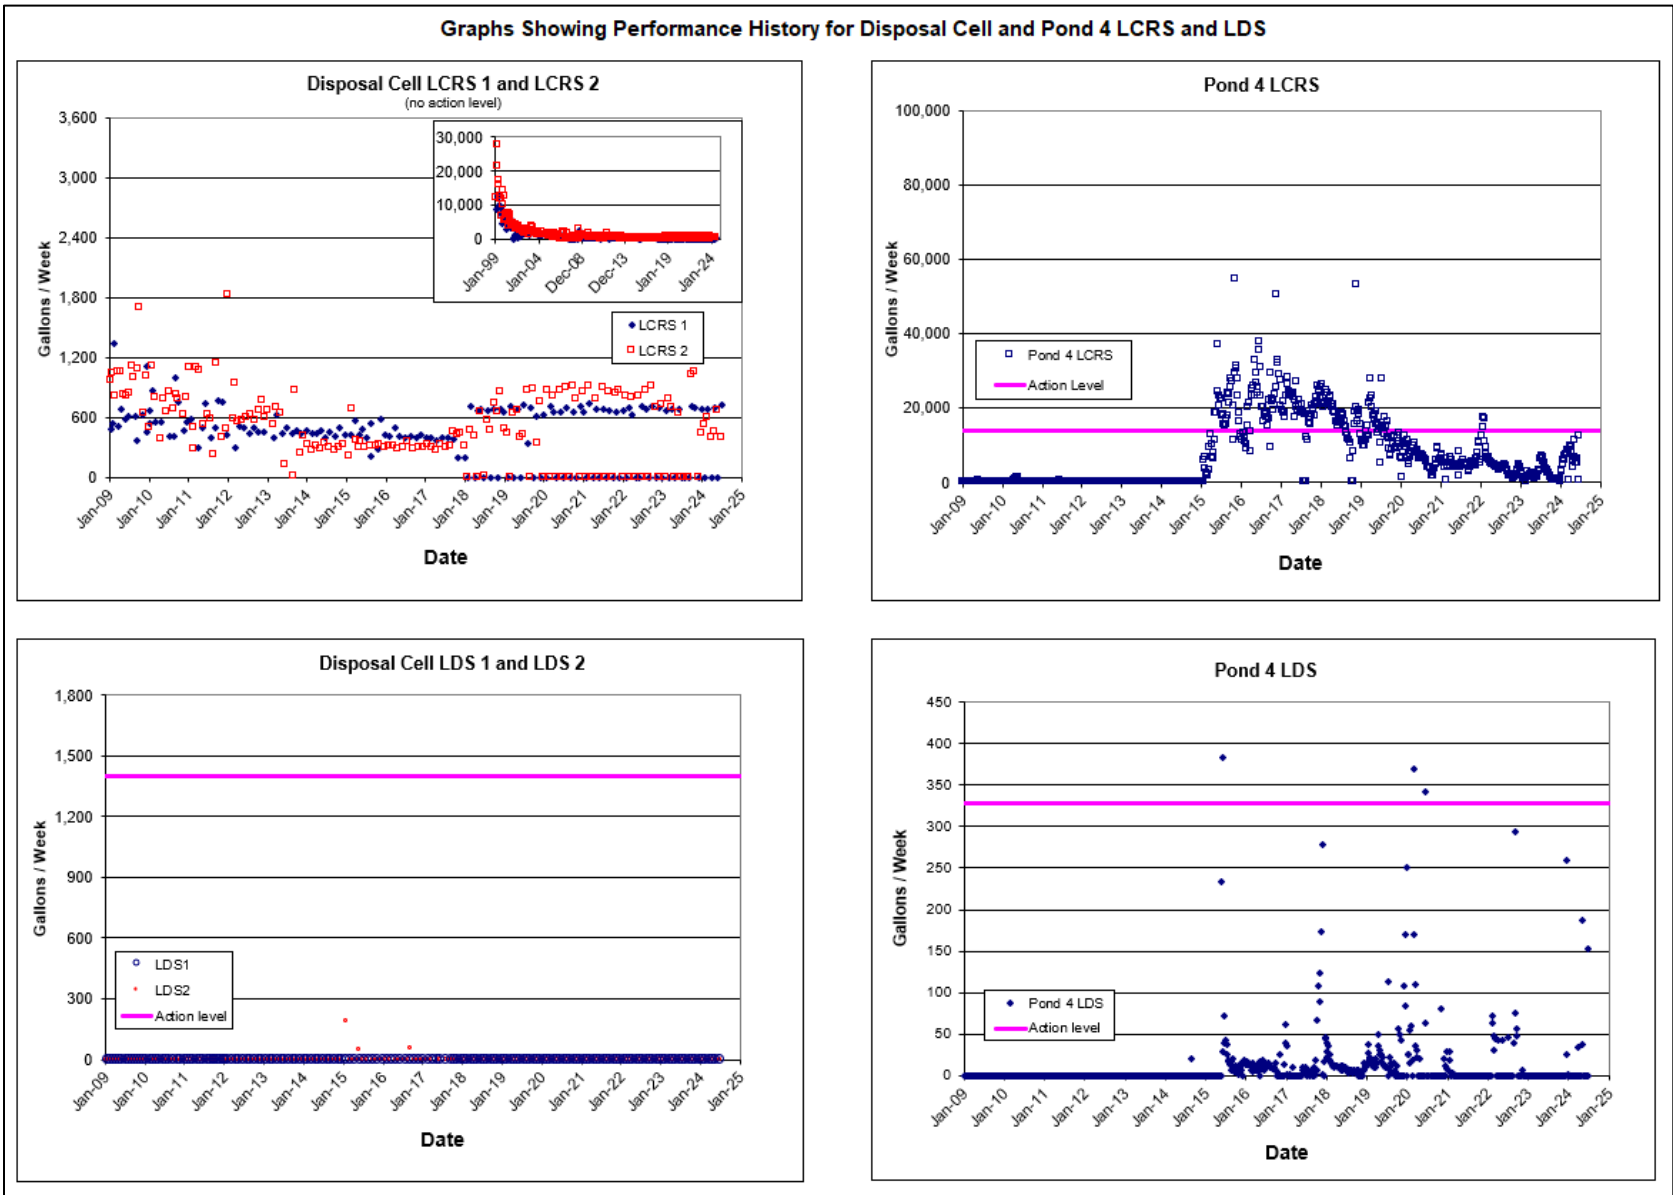 Graphs Showing Performance History for Disposal Cell and Pond 4 LCRS and LDS
Disposal Cell LCRS 1 and LCRS 2
(no action level)
Gallons / Week
3,600
3,000
2,400
1,800
1,200
600
0
30,000
20,000
10,000
0
Jan-99
Jan-04
Dec-08
Dec-13
Jan-19
Jan-24
LCRS 1
LCRS 2
Jan-09
Jan-10
Jan-11
Jan-12
Jan-13
Jan-14
Jan-15
Jan-16
Jan-17
Jan-18
Jan-19
Jan-20
Jan-21
Jan-22
Jan-23
Jan-24
Jan-25
Date
Pond 4 LCRS
Gallons / Week
100,000
80,000
60,000
40,000
20,000
0
Pond 4 LCRS
Action Level
Jan-09
Jan-10
Jan-11
Jan-12
Jan-13
Jan-14
Jan-15
Jan-16
Jan-17
Jan-18
Jan-19
Jan-20
Jan-21
Jan-22
Jan-23
Jan-24
Jan-25
Date
Disposal Cell LDS 1 and LDS 2
Gallons / Week
1,800
1,500
1,200
900
600
300
0
LDS1
LDS2
Action level
Jan-09
Jan-10
Jan-11
Jan-12
Jan-13
Jan-14
Jan-15
Jan-16
Jan-17
Jan-18
Jan-19
Jan-20
Jan-21
Jan-22
Jan-23
Jan-24
Jan-25
Date
Pond 4 LDS
Gallons / Week
450
400
350
300
250
200
150
100
50
0
Pond 4 LDS
Action level
Jan-09
Jan-10
Jan-11
Jan-12
Jan-13
Jan-14
Jan-15
Jan-16
Jan-17
Jan-18
Jan-19
Jan-20
Jan-21
Jan-22
Jan-23
Jan-24
Jan-25
Date